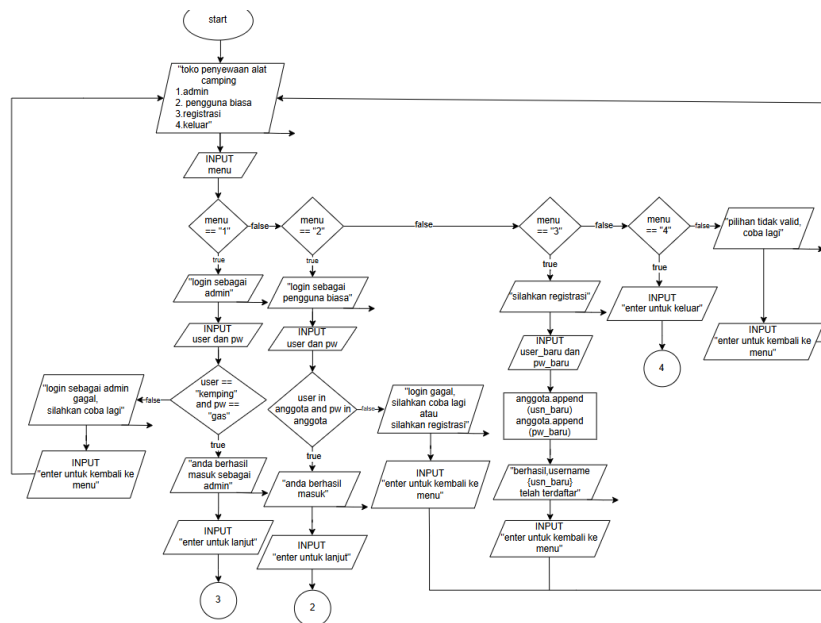 start
"toko penyewaan alat
camping
1.admin
2. pengguna biasa
3.registrasi
4.keluar"
INPUT
menu
menu
== "1"
false
menu
== "2"
false
menu
== "3"
false
menu
== "4"
false
"pilihan tidak valid,
coba lagi"
true
true
true
true
"login sebagai
admin"
"login sebagai
pengguna biasa"
"silahkan registrasi"
INPUT
"enter untuk keluar"
INPUT
"enter untuk kembali ke
menu"
INPUT
user dan pw
INPUT
user dan pw
INPUT
user_baru dan
pw_baru
4
"login sebagai admin
gagal,
silahkan coba lagi"
false
user ==
"kemping"
and pw ==
"gas"
user in
anggota and pw in
anggota
false
"login gagal,
silahkan coba lagi
atau
silahkan registrasi"
anggota.append
(usn_baru)
anggota.append
(pw_baru)
true
true
INPUT
"enter untuk kembali ke
menu"
"anda berhasil
masuk sebagai
admin"
"anda berhasil
masuk"
INPUT
"enter untuk kembali ke
menu"
"berhasil,username
{usn_baru}
telah terdaftar"
INPUT
"enter untuk lanjut"
INPUT
"enter untuk lanjut"
INPUT
"enter untuk kembali ke
menu"
3
2